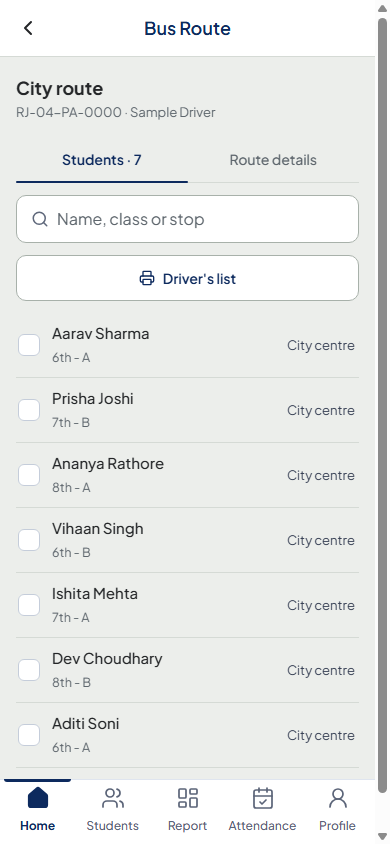 Bus Route
City route
RJ-04-PA-0000 · Sample Driver
Students · 7
Route details
Name, class or stop
Driver's list
Aarav Sharma
6th - A
City centre
Prisha Joshi
7th - B
City centre
Ananya Rathore
8th - A
City centre
Vihaan Singh
6th - B
City centre
Ishita Mehta
7th - A
City centre
Dev Choudhary
8th - B
City centre
Aditi Soni
6th - A
City centre
Home
Students
Report
Attendance
Profile